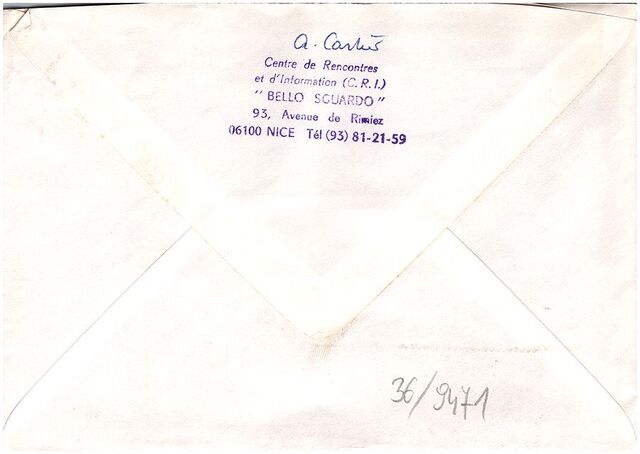 A. Cartier
Centre de Rencontres
et d'Information (C.R.I.)
"BELLO SGUARDO"
93, Avenue de Rimiez
06100 NICE Tél (93) 81-21-59
36/9471